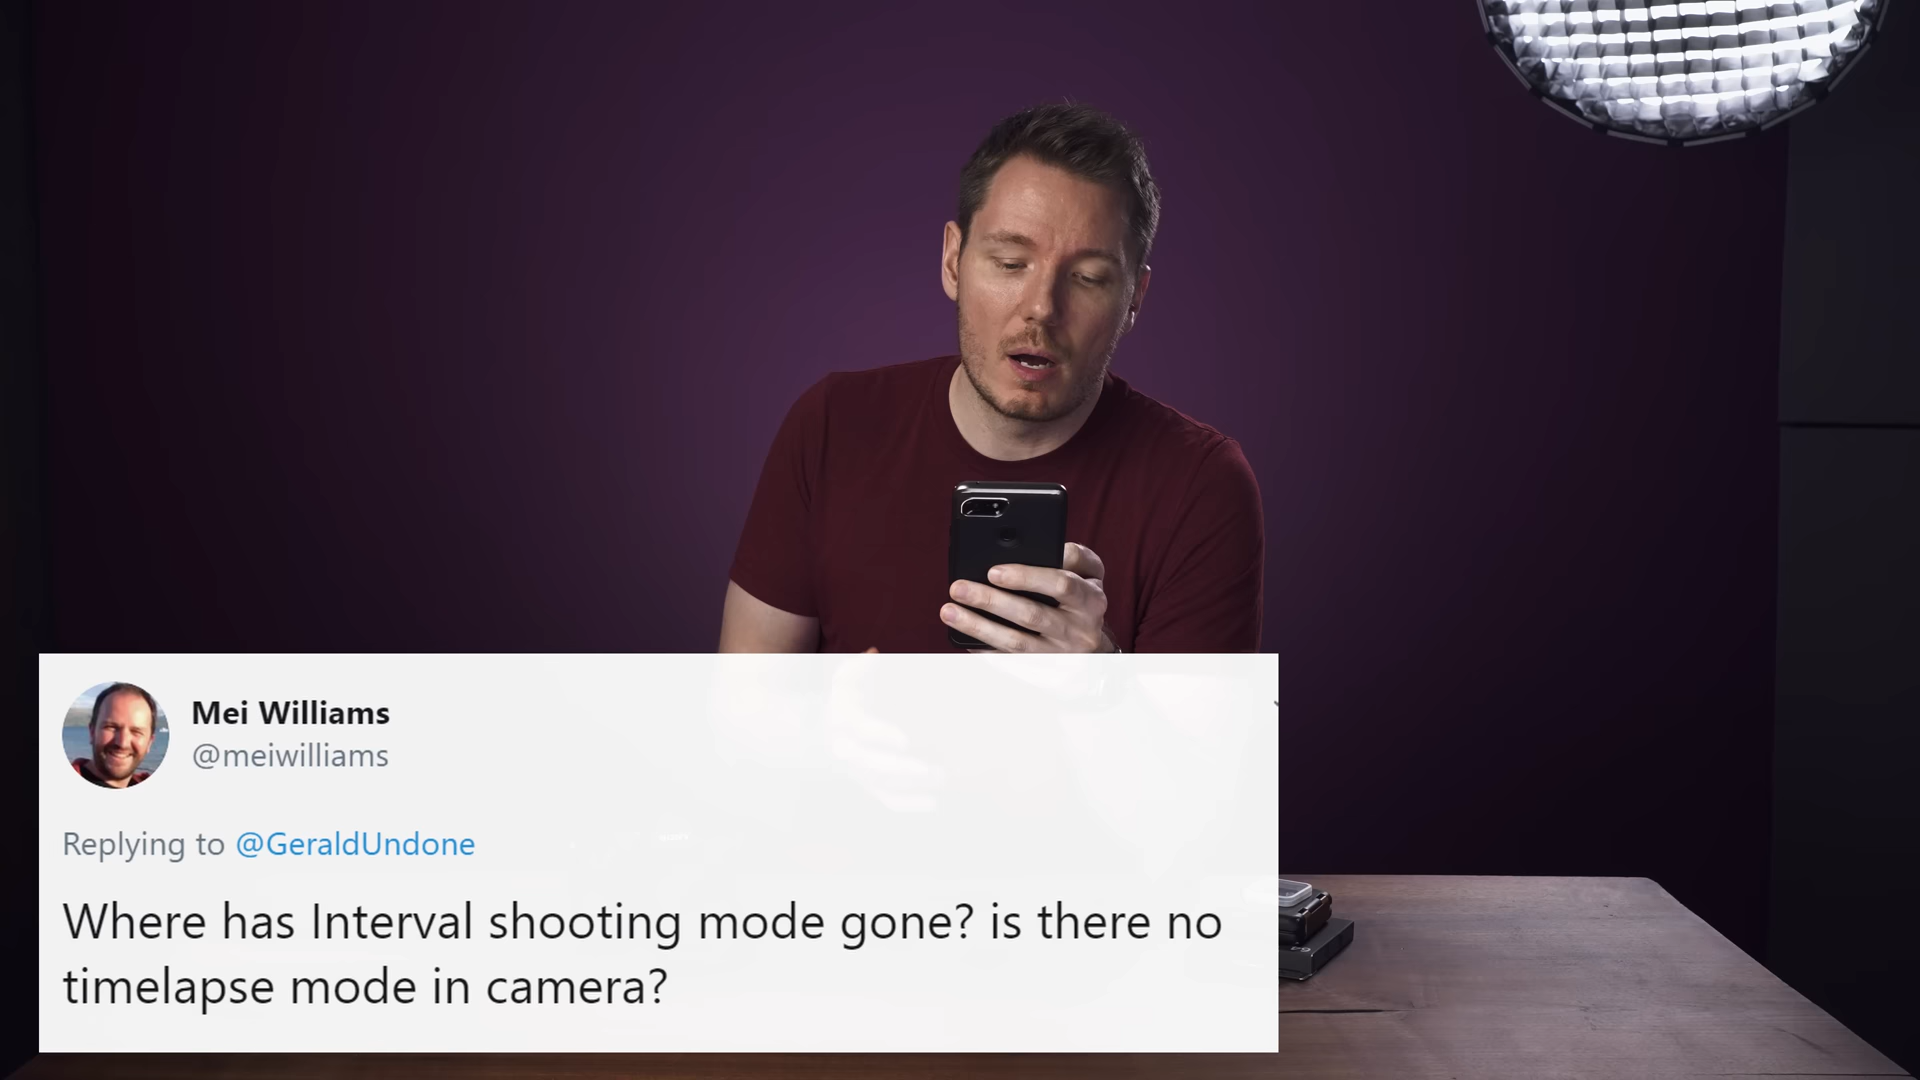 Mei Williams
@meiwilliams
Replying to @GeraldUndone
Where has Interval shooting mode gone? is there no
timelapse mode in camera?